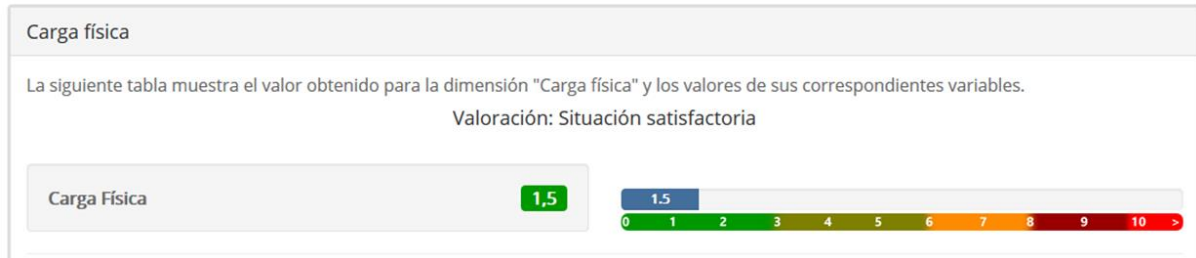 Carga física
La siguiente tabla muestra el valor obtenido para la dimensión "Carga física" y los valores de sus correspondientes variables.
Valoración: Situación satisfactoria
Carga Física 1,5
1.5
0 1 2 3 4 5 6 7 8 9 10 >